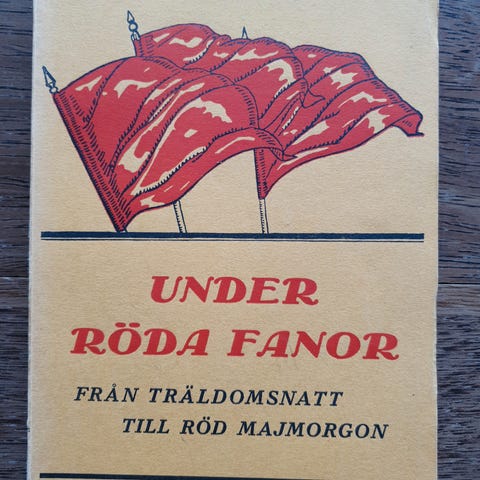 UNDER
RÖDA FANOR
FRÅN TRÄLDOMSNATT
TILL RÖD MAJMORGON